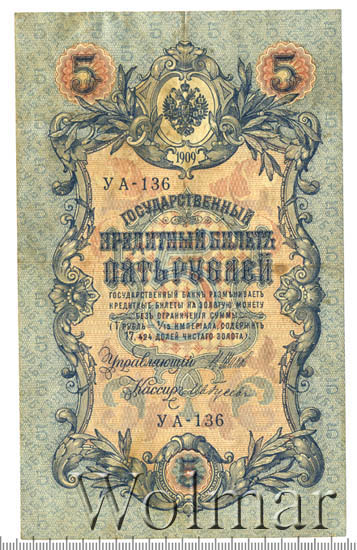 5 5
1909
УА-136
ГОСУДАРСТВЕННЫЙ
КРЕДИТНЫЙ БИЛЕТЪ
ПЯТЬ РУБЛЕЙ
ГОСУДАРСТВЕННЫЙ БАНКЪ РАЗМѢНИВАЕТЪ
КРЕДИТНЫЕ БИЛЕТЫ НА ЗОЛОТУЮ МОНЕТУ
БЕЗЪ ОГРАНИЧЕНІЯ СУММЫ
(1 РУБЛЬ = 1/15 ИМПЕРІАЛА, СОДЕРЖИТЪ
17,424 ДОЛЕЙ ЧИСТАГО ЗОЛОТА).
Управляющій
Кассиръ
УА-136
5
Wolmar